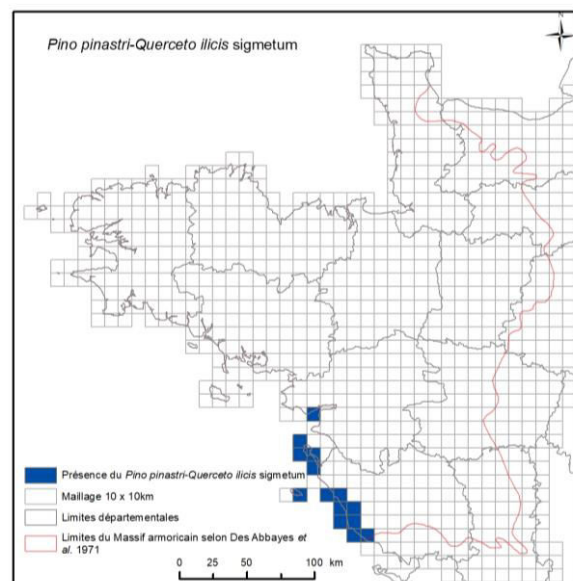 Pino pinastri-Querceto ilicis sigmetum
N
Présence du Pino pinastri-Querceto ilicis sigmetum
Maillage 10 x 10km
Limites départementales
Limites du Massif armoricain selon Des Abbayes et
al. 1971
0 50 100 km